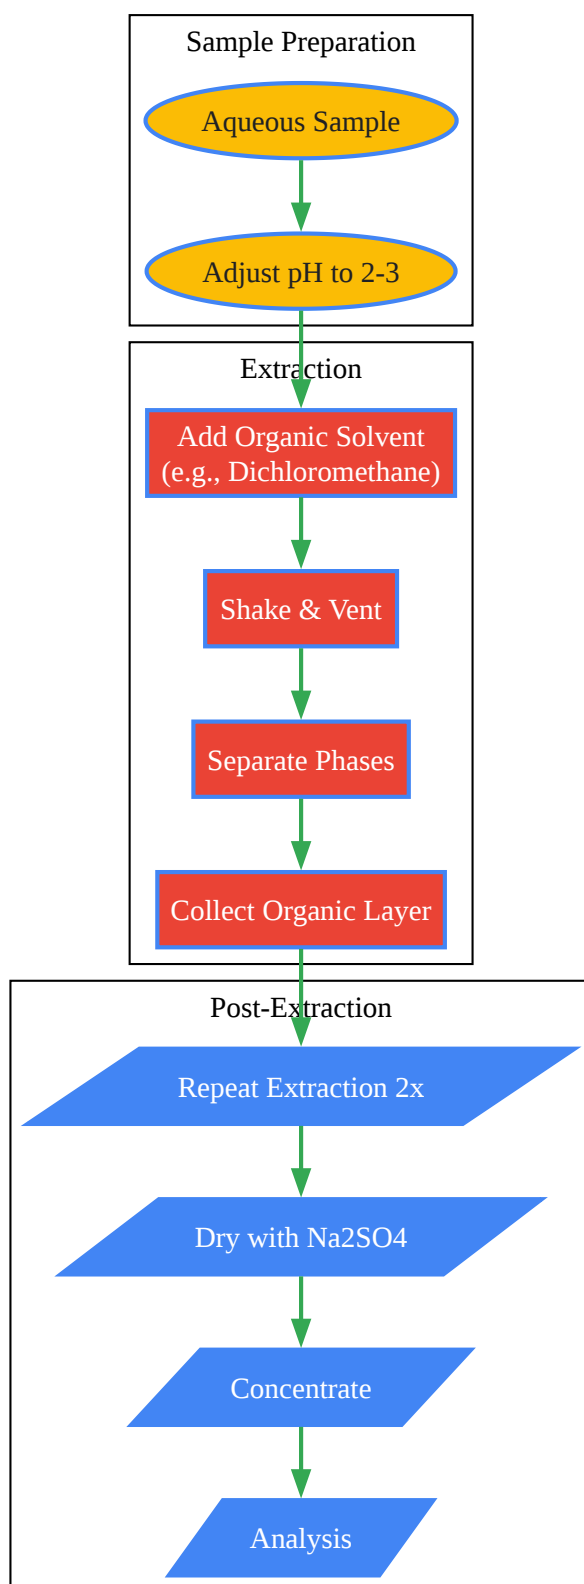 Sample Preparation
Aqueous Sample
Adjust pH to 2-3
Extraction
Add Organic Solvent
(e.g., Dichloromethane)
Shake & Vent
Separate Phases
Collect Organic Layer
Post-Extraction
Repeat Extraction 2x
Dry with Na2SO4
Concentrate
Analysis